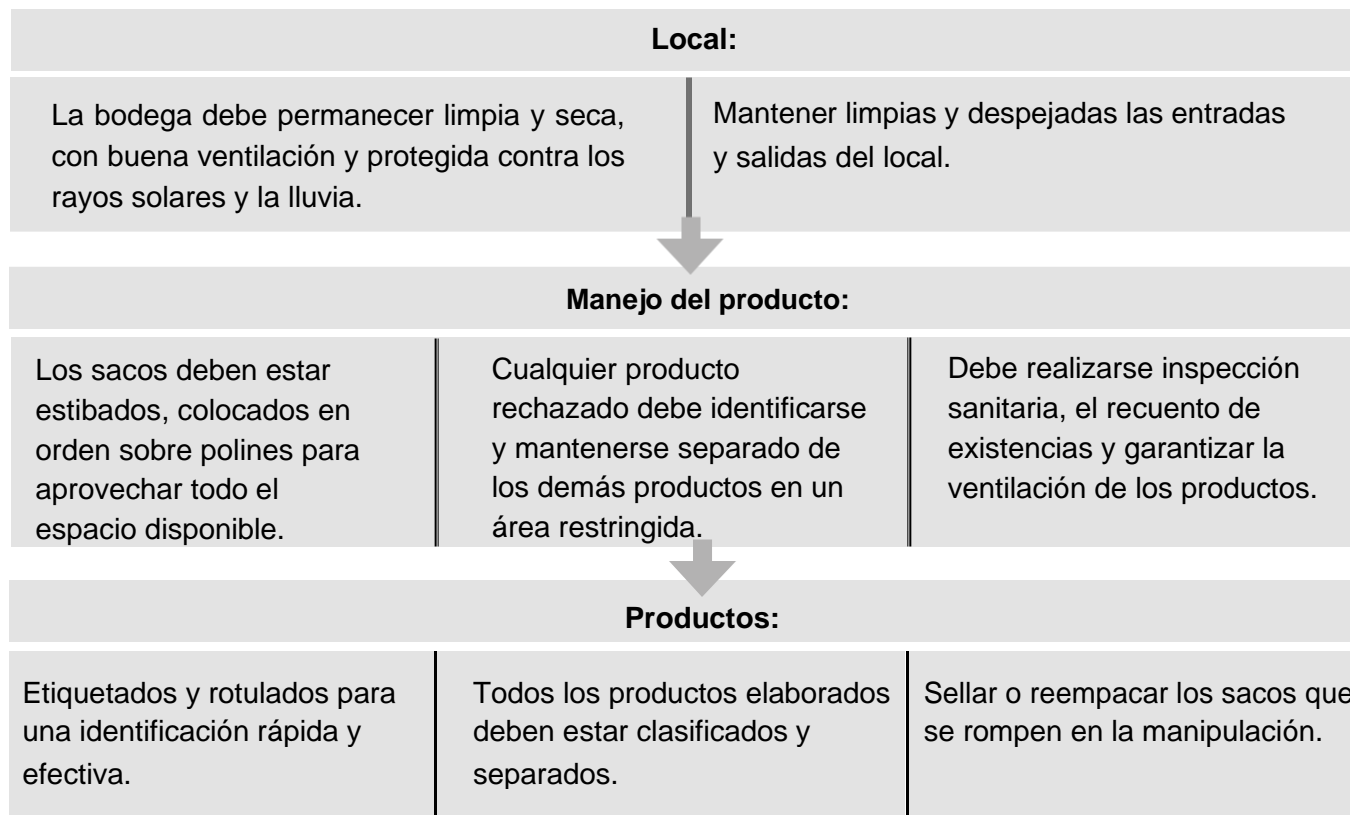 Local:
La bodega debe permanecer limpia y seca,
con buena ventilación y protegida contra los
rayos solares y la lluvia.
Mantener limpias y despejadas las entradas
y salidas del local.
Manejo del producto:
Los sacos deben estar
estibados, colocados en
orden sobre polines para
aprovechar todo el
espacio disponible.
Cualquier producto
rechazado debe identificarse
y mantenerse separado de
los demás productos en un
área restringida.
Debe realizarse inspección
sanitaria, el recuento de
existencias y garantizar la
ventilación de los productos.
Productos:
Etiquetados y rotulados para
una identificación rápida y
efectiva.
Todos los productos elaborados
deben estar clasificados y
separados.
Sellar o reempacar los sacos que
se rompen en la manipulación.